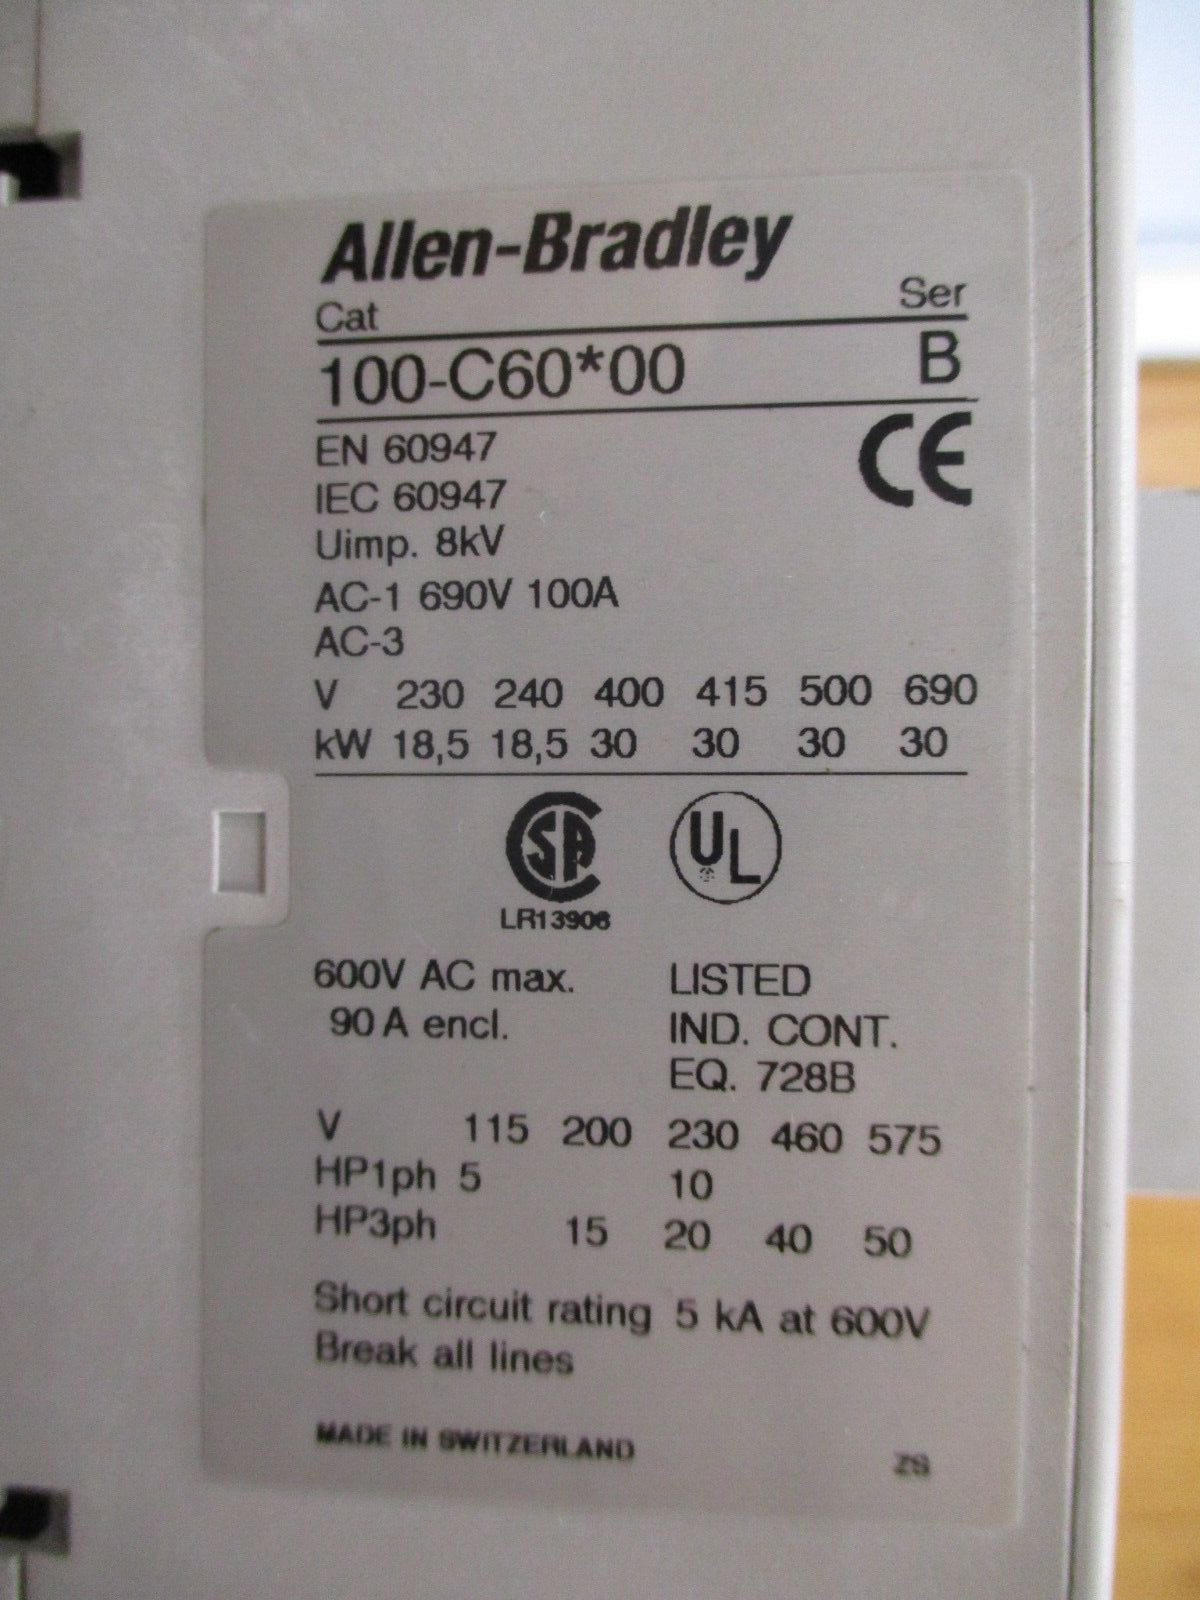 Allen-Bradley
Cat Ser
100-C60*00 B
EN 60947 CE
IEC 60947
Uimp. 8kV
AC-1 690V 100A
AC-3
V 230 240 400 415 500 690
kW 18,5 18,5 30 30 30 30
SA UL
LR13908
600V AC max. LISTED
90 A encl. IND. CONT.
EQ. 728B
V 115 200 230 460 575
HP1ph 5 10
HP3ph 15 20 40 50
Short circuit rating 5 kA at 600V
Break all lines
MADE IN SWITZERLAND ZS